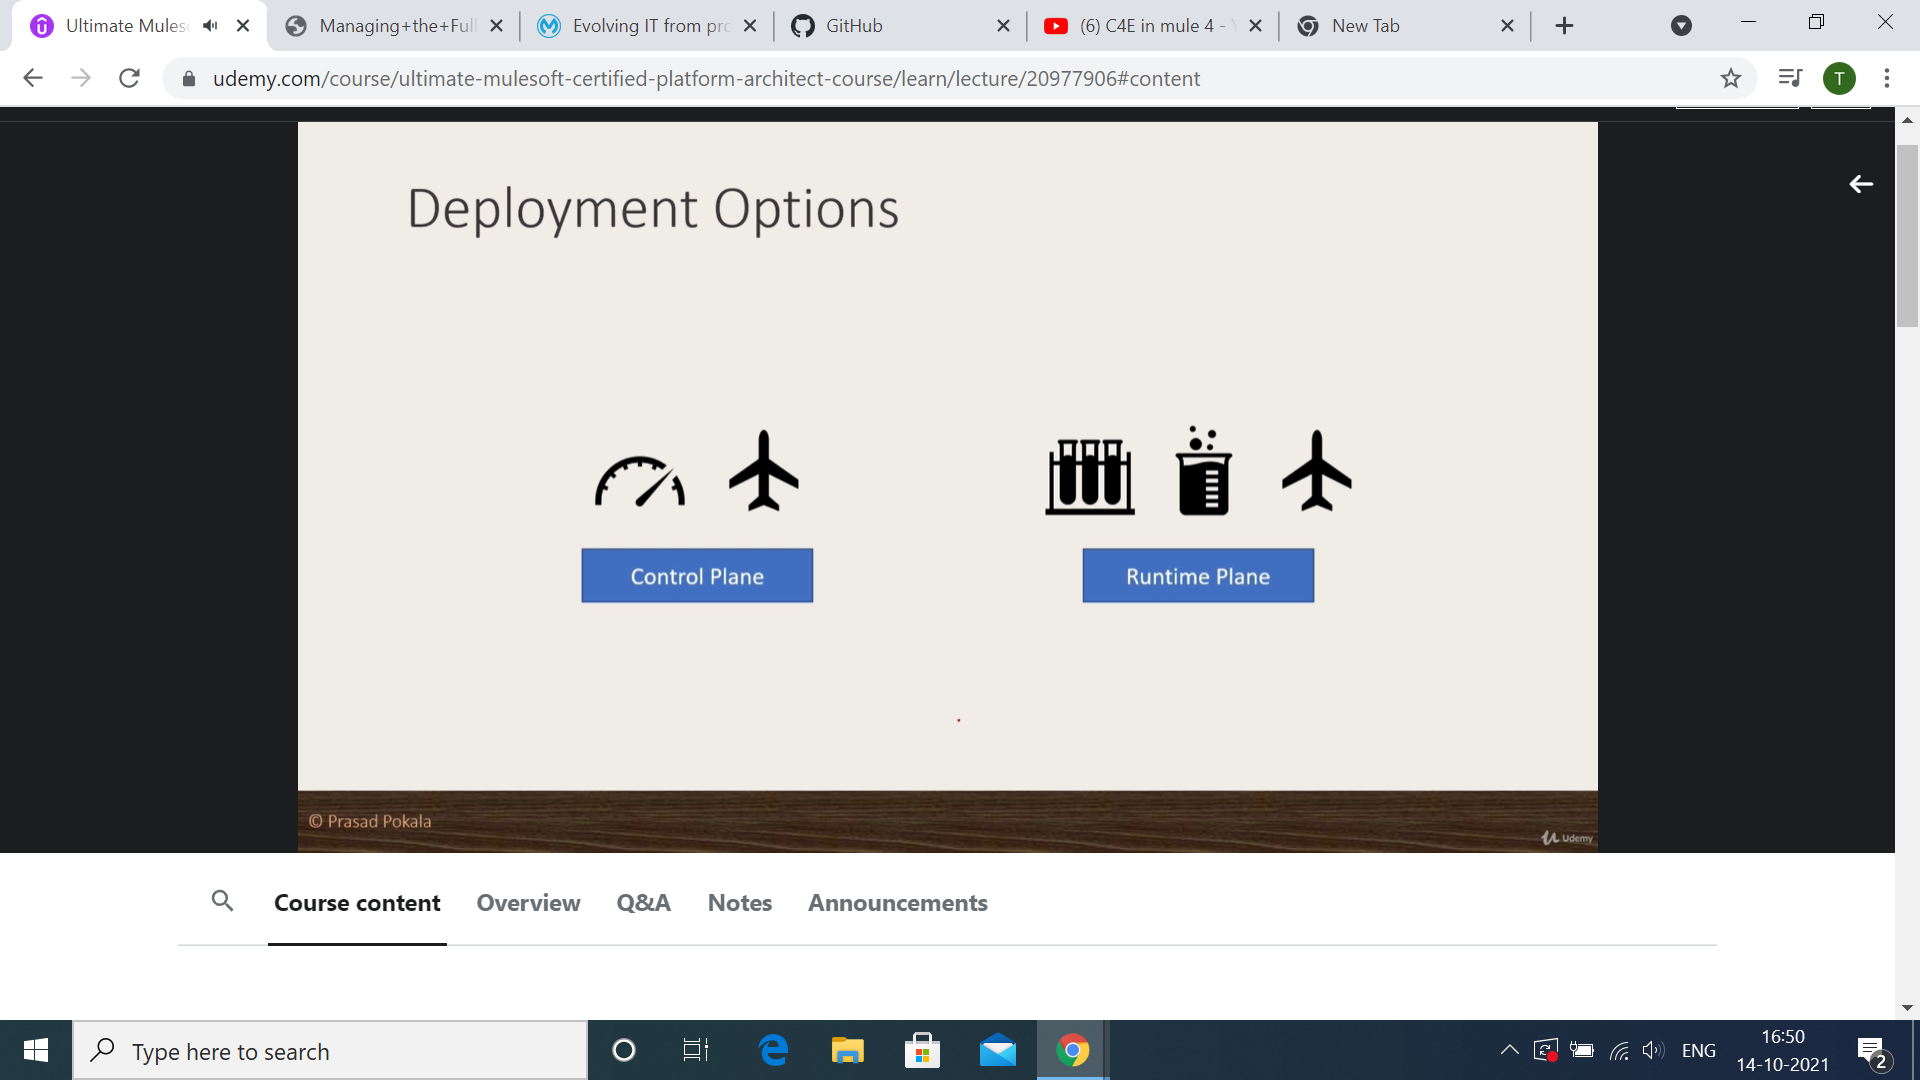 Ultimate Mules
Managing+the+Full
Evolving IT from pro
GitHub
(6) C4E in mule 4 -
New Tab
udemy.com/course/ultimate-mulesoft-certified-platform-architect-course/learn/lecture/20977906#content
T
Deployment Options
Control Plane
Runtime Plane
© Prasad Pokala
Udemy
Course content
Overview
Q&A
Notes
Announcements
Type here to search
ENG
16:50
14-10-2021
2